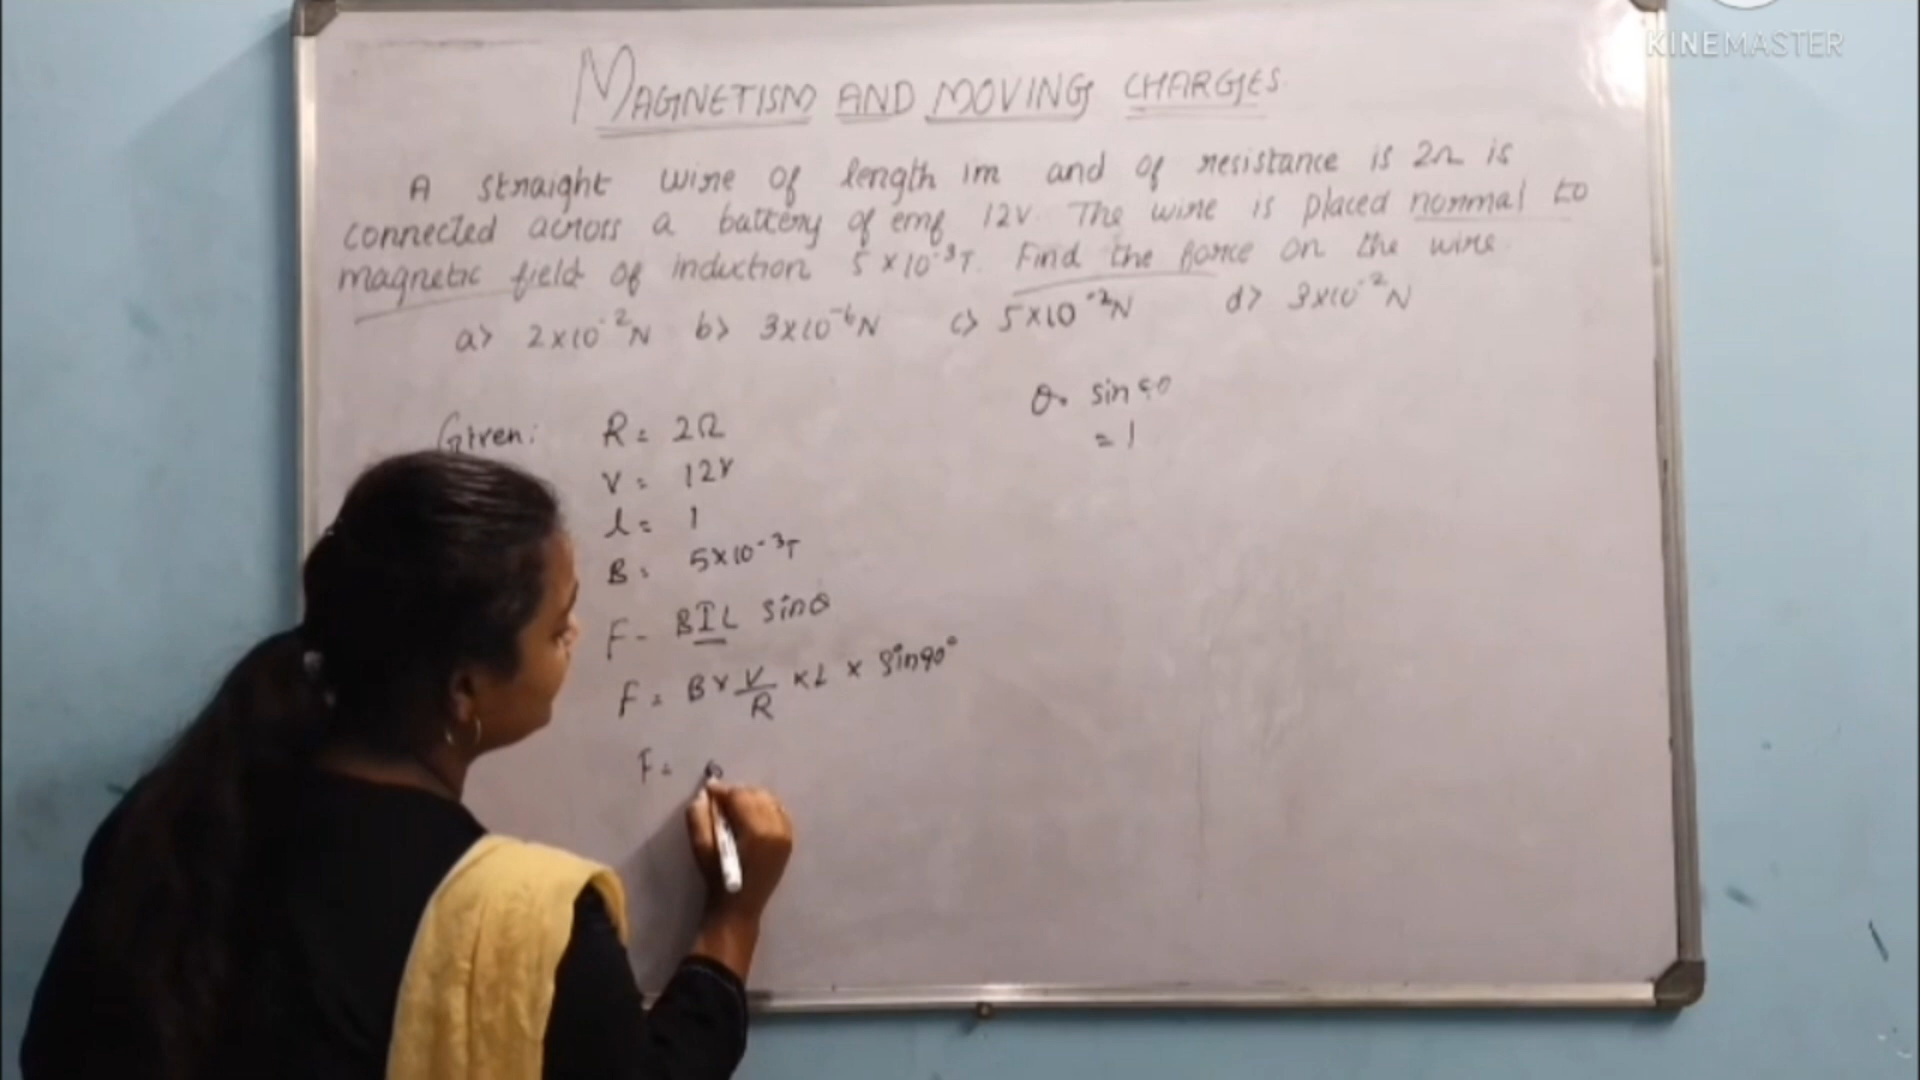 KINEMASTER
MAGNETISM AND MOVING CHARGES
A straight wire of length 1m and of resistance is 2Ω is
connected across a battery of emf 12V. The wire is placed normal to
magnetic field of induction 5 × 10⁻³T. Find the force on the wire
a> 2×10⁻²N b> 3×10⁻⁶N c> 5×10⁻²N d> 3×10⁻²N
θ = sin 90
= 1
Given: R = 2Ω
V = 12V
l = 1
B = 5×10⁻³T
F = BIL sinθ
F = B × V/R × L × sin90°
F =